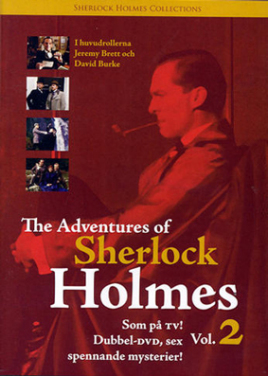 SHERLOCK HOLMES COLLECTIONS
I huvudrollerna
Jeremy Brett och
David Burke
The Adventures of
Sherlock
Holmes
Som på TV!
Dubbel-DVD, sex Vol. 2
spennande mysterier!